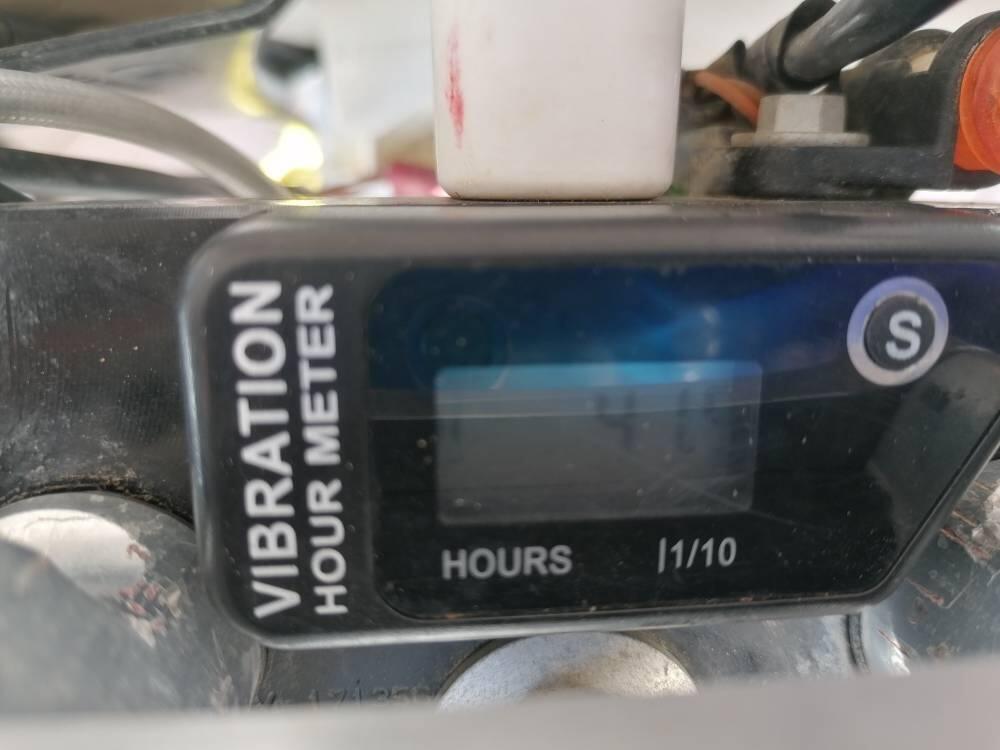 VIBRATION
HOUR METER
S
HOURS |1/10